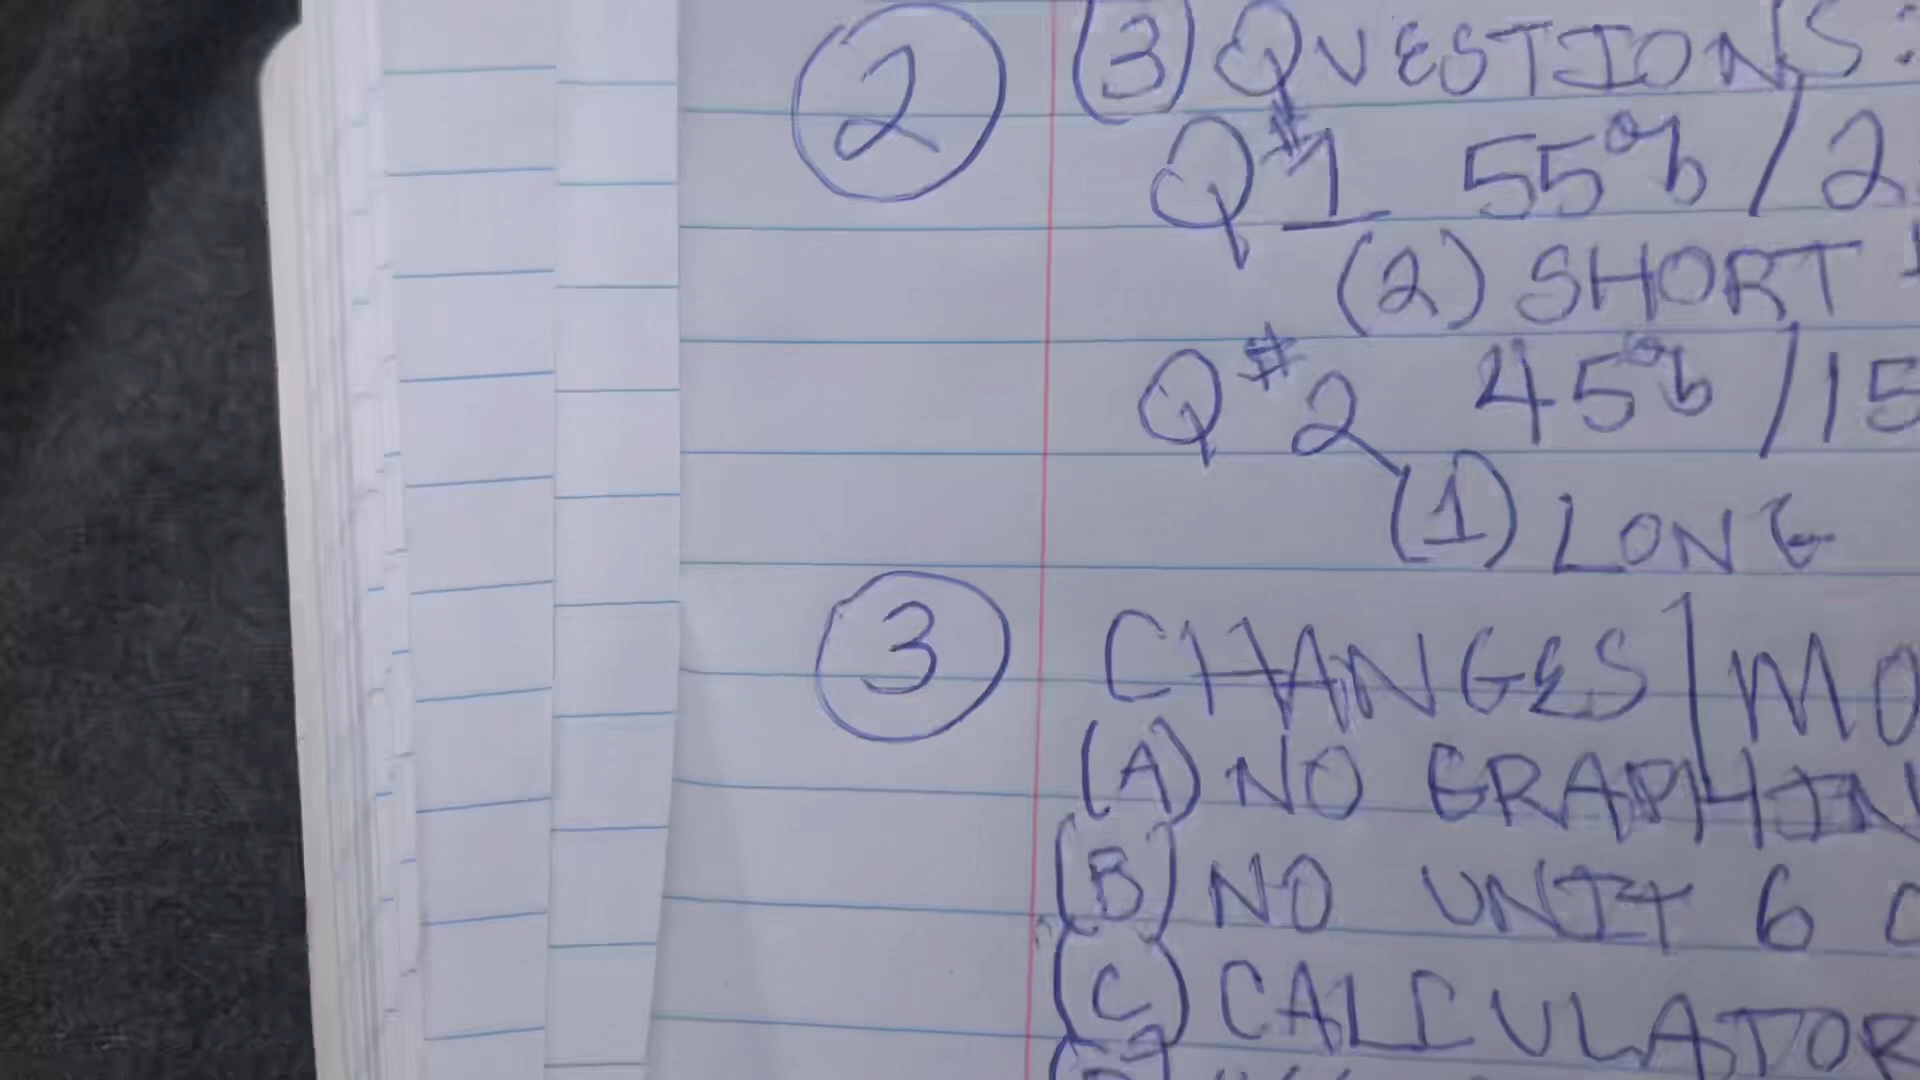 ② (3) QUESTIONS:
Q#1 55% / 2
(2) SHORT
Q#2 45% / 15
(1) LONG
③ CHANGES / MO
(A) NO GRAPHIN
(B) NO UNIT 6
(C) CALCULATOR